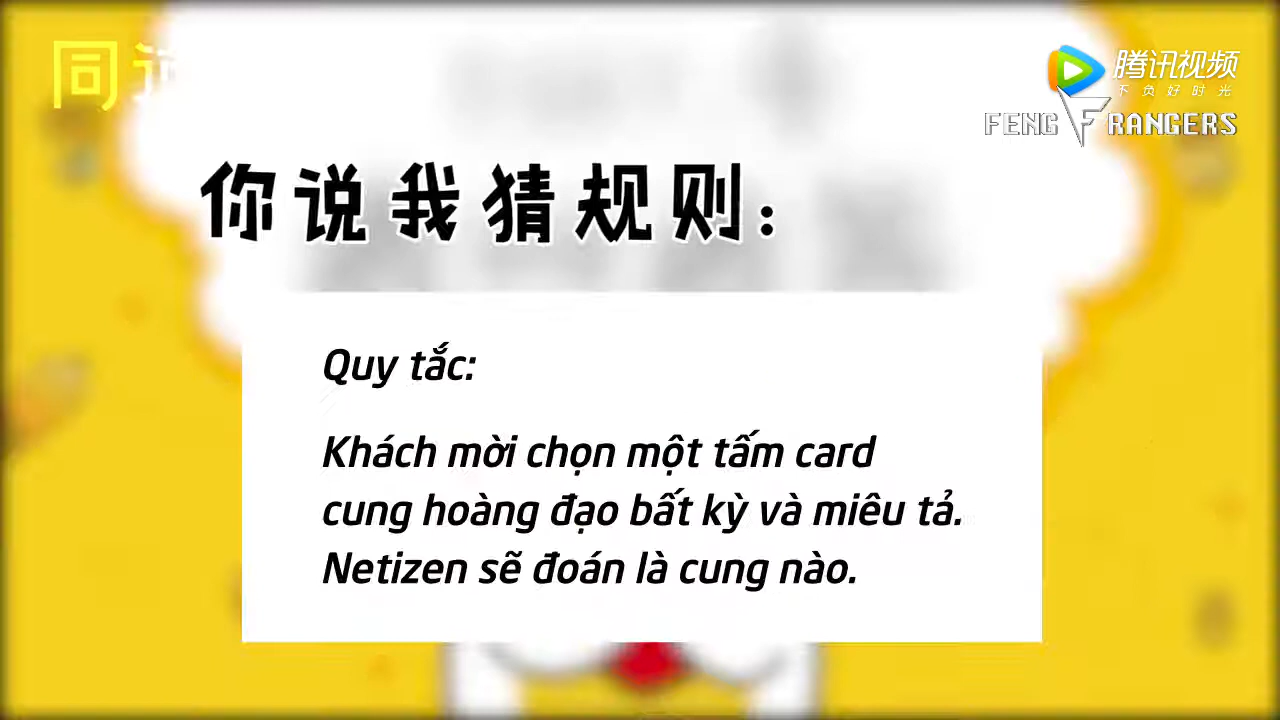 同
腾讯视频
不负好时光
FENG F RANGERS
你说我猜规则：
Quy tắc:
Khách mời chọn một tấm card
cung hoàng đạo bất kỳ và miêu tả.
Netizen sẽ đoán là cung nào.